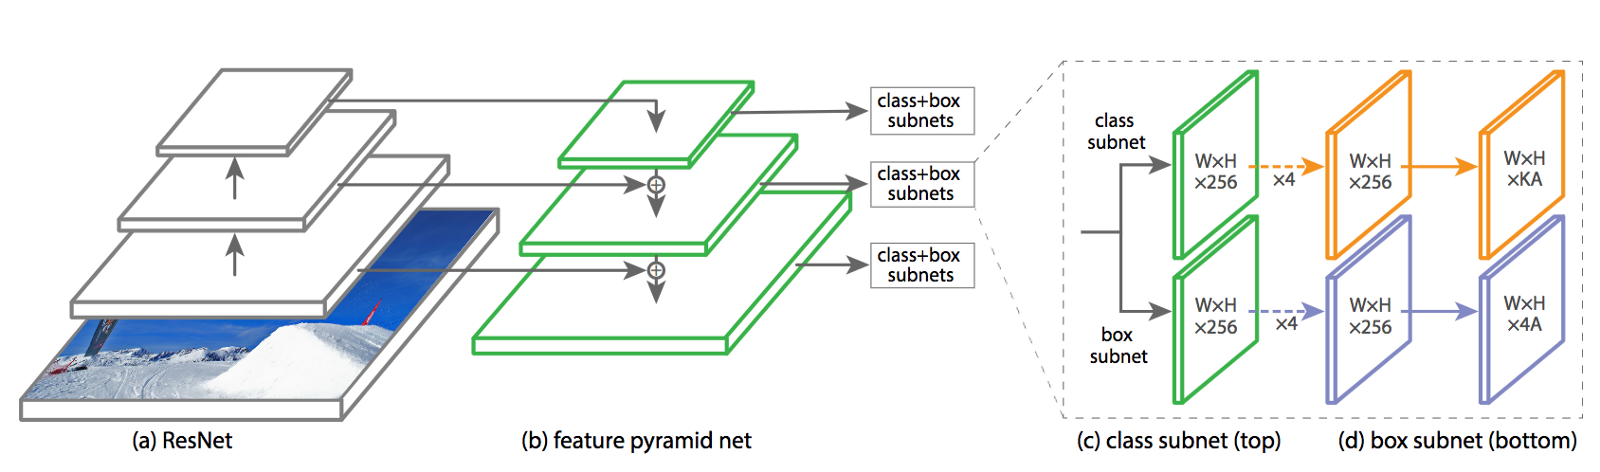 class+box
subnets
class+box
subnets
class+box
subnets
class
subnet
W×H
×256
×4
W×H
×256
W×H
×KA
box
subnet
W×H
×256
×4
W×H
×256
W×H
×4A
(a) ResNet
(b) feature pyramid net
(c) class subnet (top)
(d) box subnet (bottom)